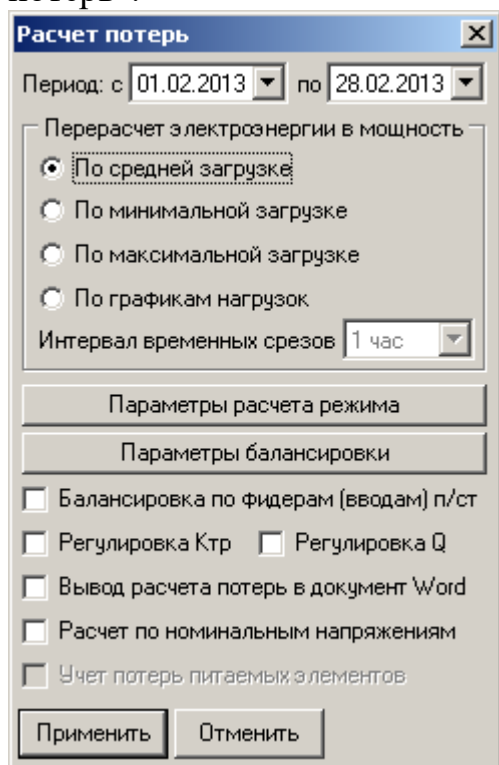 Расчет потерь
Период: с 01.02.2013 по 28.02.2013
Перерасчет электроэнергии в мощность
По средней загрузке
По минимальной загрузке
По максимальной загрузке
По графикам нагрузок
Интервал временных срезов 1 час
Параметры расчета режима
Параметры балансировки
Балансировка по фидерам (вводам) п/ст
Регулировка Ктр Регулировка Q
Вывод расчета потерь в документ Word
Расчет по номинальным напряжениям
Учет потерь питаемых элементов
Применить Отменить